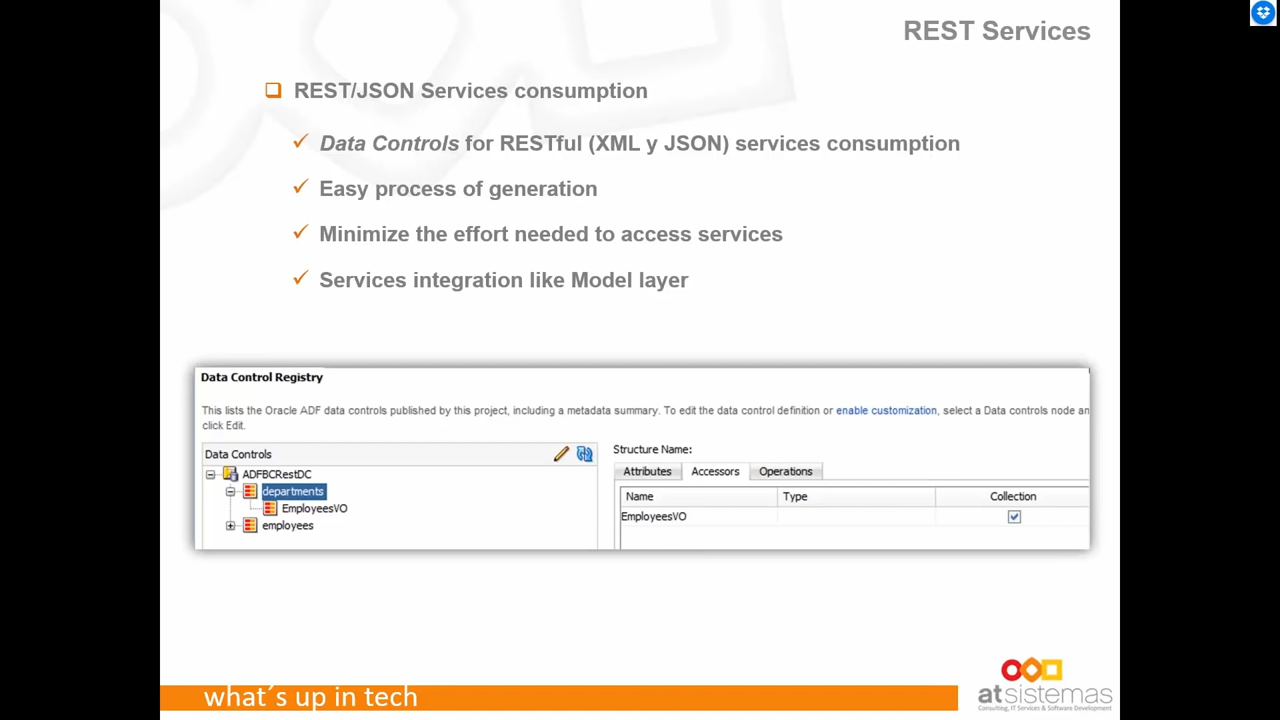 REST Services
REST/JSON Services consumption
Data Controls for RESTful (XML y JSON) services consumption
Easy process of generation
Minimize the effort needed to access services
Services integration like Model layer
Data Control Registry
This lists the Oracle ADF data controls published by this project, including a metadata summary. To edit the data control definition or enable customization, select a Data controls node an
click Edit.
Data Controls
ADFBCRestDC
departments
EmployeesVO
employees
Structure Name:
Attributes Accessors Operations
Name Type Collection
EmployeesVO
what´s up in tech
atsistemas
Consulting, IT Services & Software Development